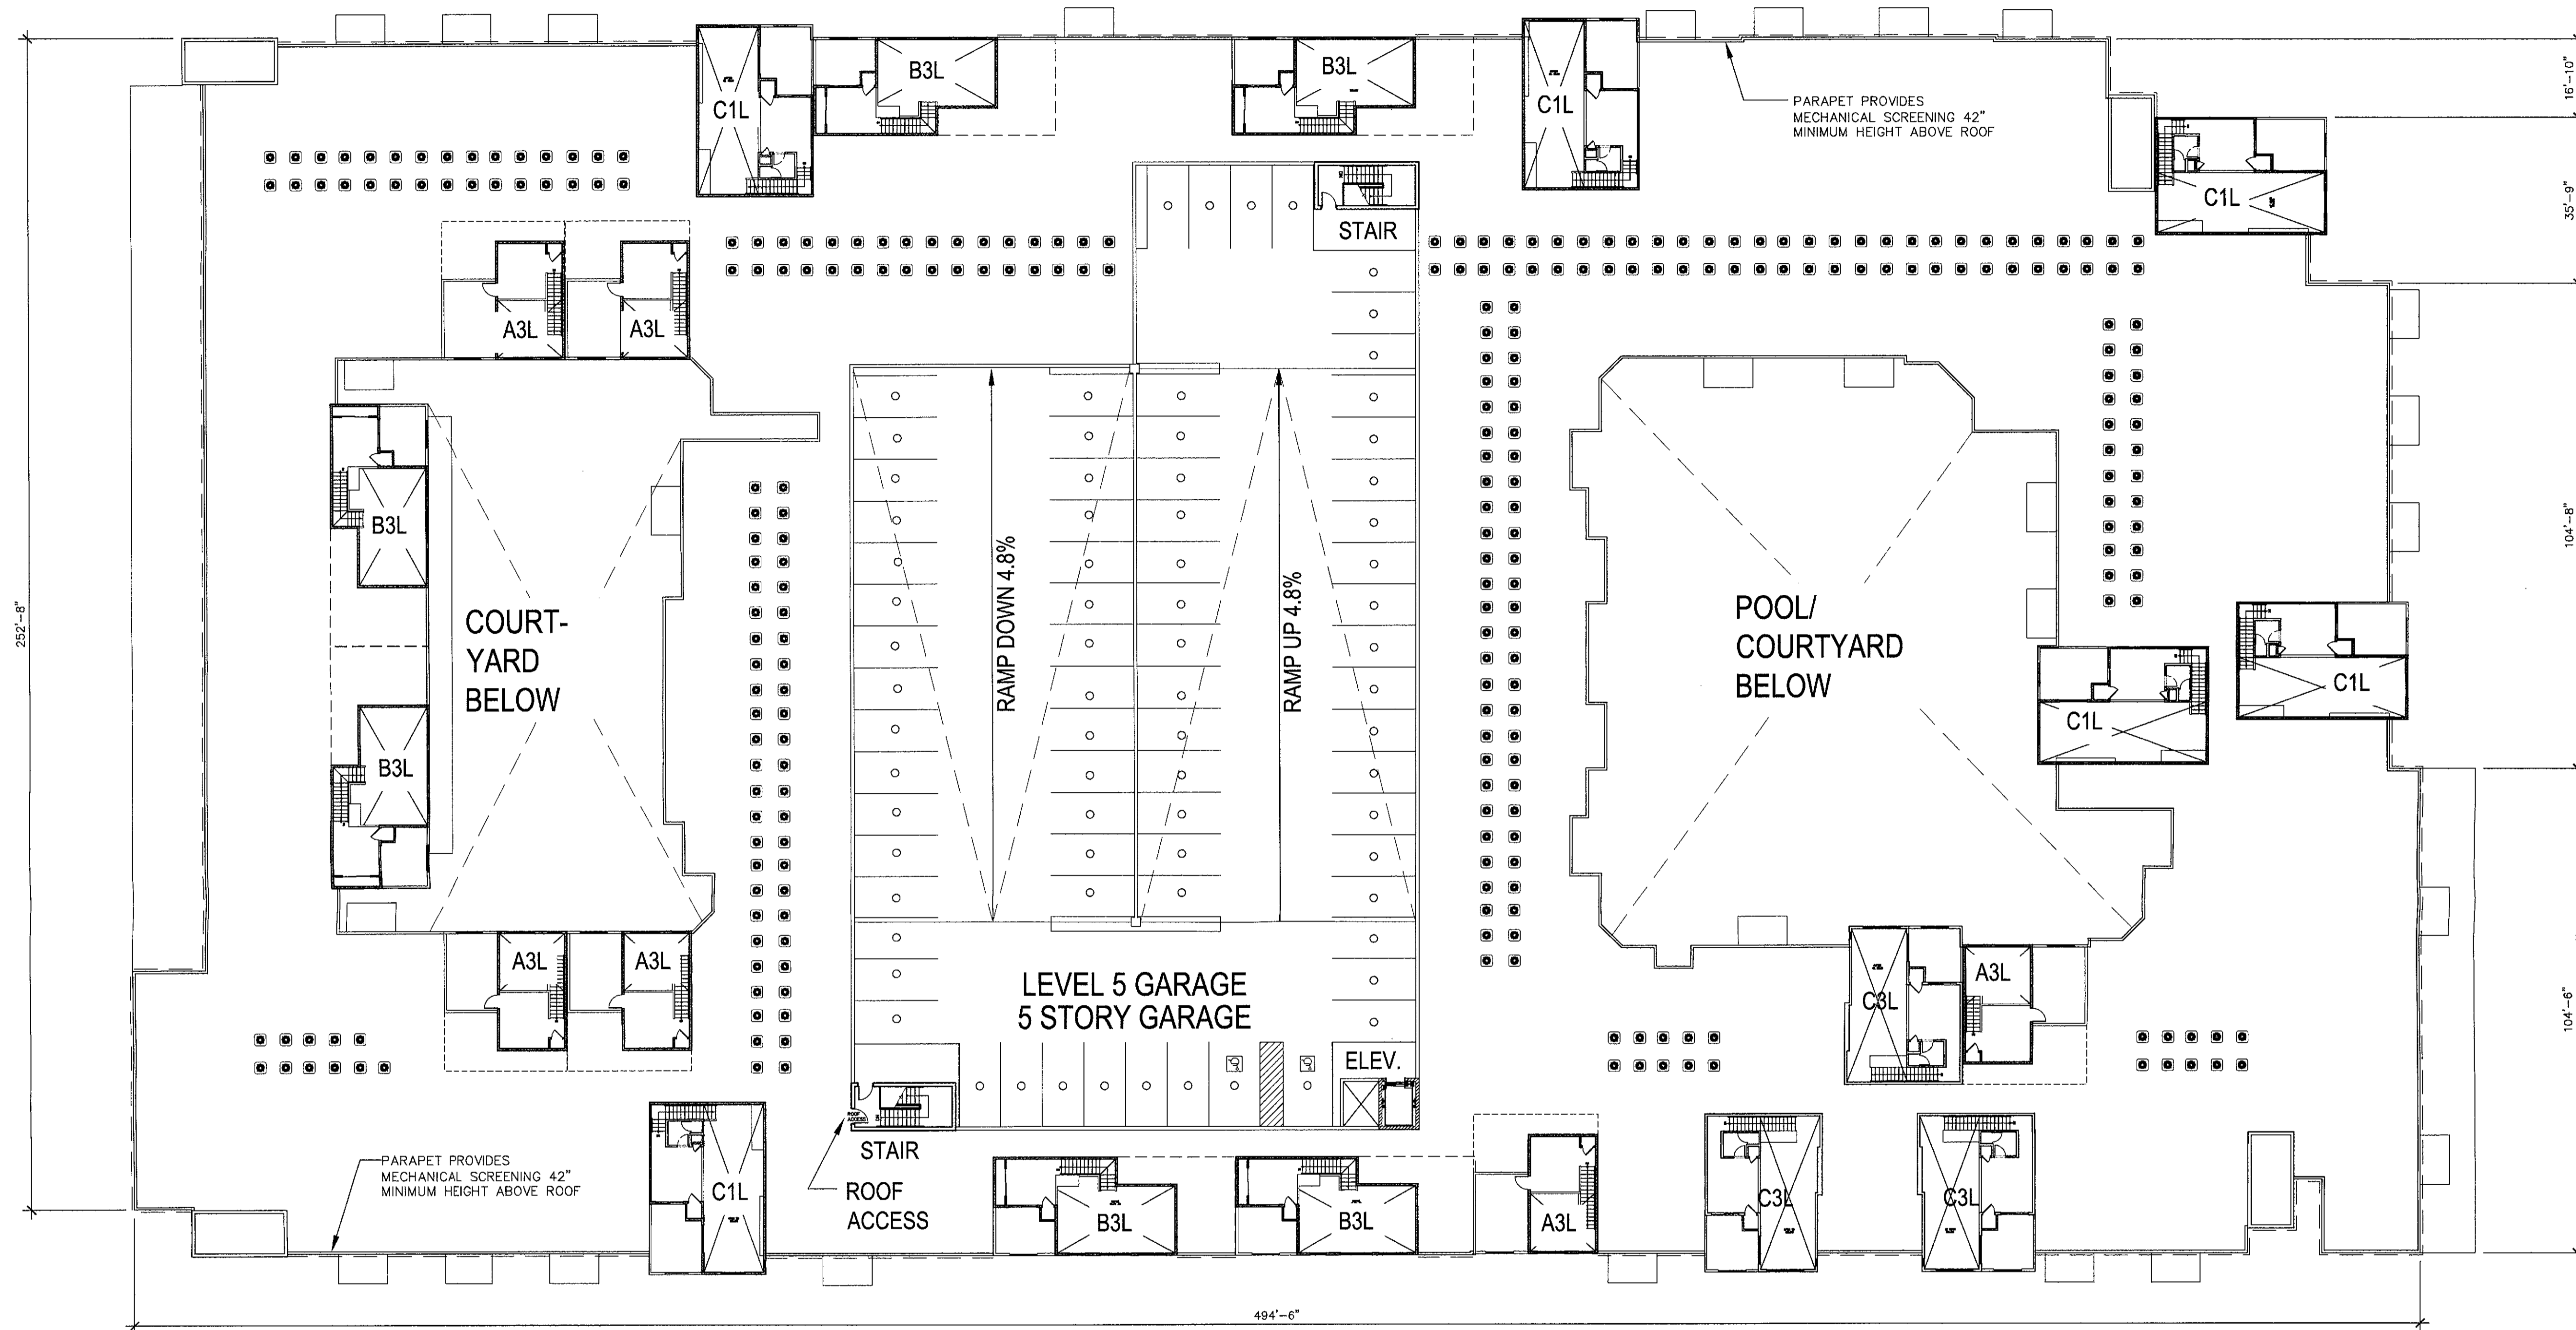 B3L
B3L
C1L
C1L
PARAPET PROVIDES
MECHANICAL SCREENING 42"
MINIMUM HEIGHT ABOVE ROOF
16'-10"
C1L
35'-9"
DN
STAIR
A3L
A3L
B3L
B3L
COURT-
YARD
BELOW
252'-8"
RAMP DOWN 4.8%
RAMP UP 4.8%
POOL/
COURTYARD
BELOW
104'-8"
C1L
C1L
A3L
A3L
LEVEL 5 GARAGE
5 STORY GARAGE
C3L
A3L
104'-6"
ELEV.
ROOF
ACCESS
DN
STAIR
ROOF
ACCESS
PARAPET PROVIDES
MECHANICAL SCREENING 42"
MINIMUM HEIGHT ABOVE ROOF
C1L
B3L
B3L
A3L
C3L
C3L
494'-6"